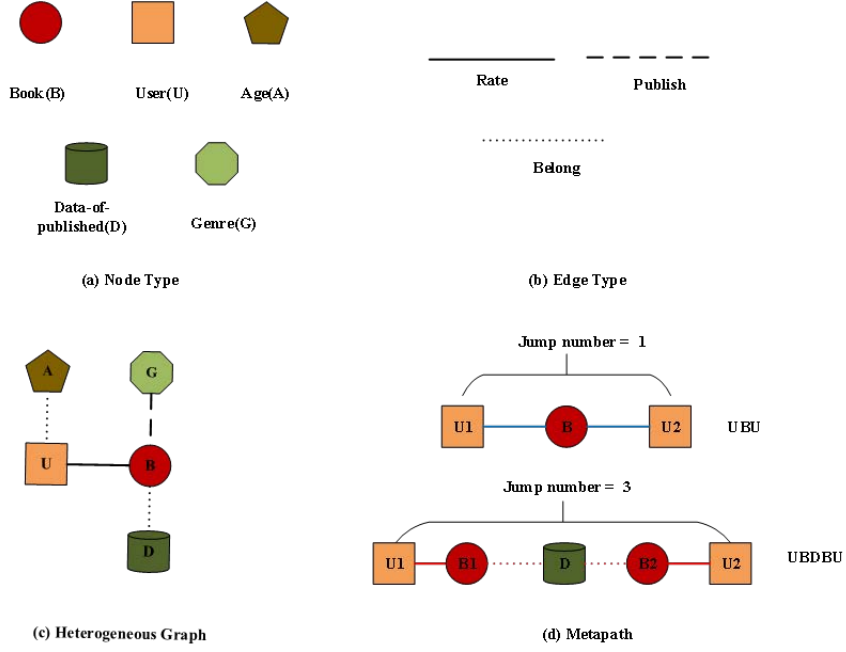 Book(B)
User(U)
Age(A)
Rate
Publish
Belong
Data-of-
published(D)
Genre(G)
(a) Node Type
(b) Edge Type
A
G
U
B
D
(c) Heterogeneous Graph
Jump number = 1
U1
B
U2
UBU
Jump number = 3
U1
B1
D
B2
U2
UBDBU
(d) Metapath